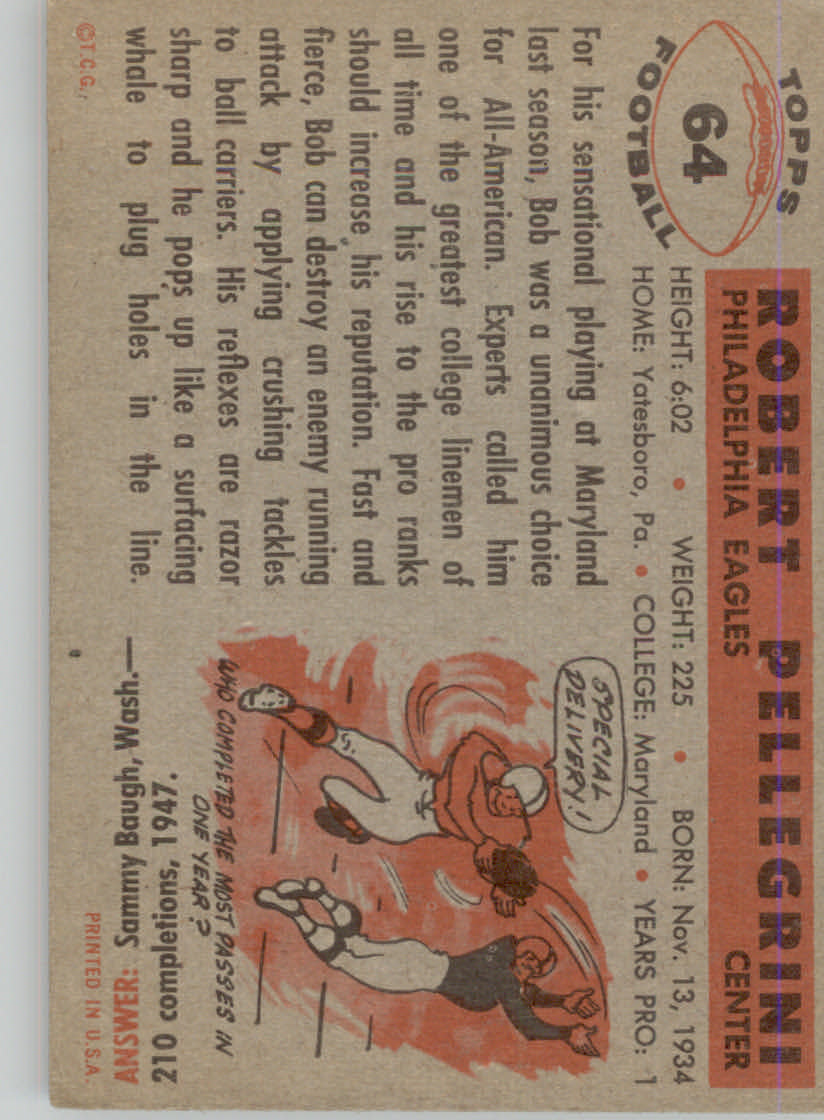 TOPPS
64
FOOTBALL
ROBERT PELLEGRINI
PHILADELPHIA EAGLES CENTER
HEIGHT: 6:02 • WEIGHT: 225 • BORN: Nov. 13, 1934
HOME: Yatesboro, Pa. • COLLEGE: Maryland • YEARS PRO: 1
For his sensational playing at Maryland
last season, Bob was a unanimous choice
for All-American. Experts called him
one of the greatest college linemen of
all time and his rise to the pro ranks
should increase his reputation. Fast and
fierce, Bob can destroy an enemy running
attack by applying crushing tackles
to ball carriers. His reflexes are razor
sharp and he pops up like a surfacing
whale to plug holes in the line.
©T.C.G.
SPECIAL
DELIVERY!
WHO COMPLETED THE MOST PASSES IN
ONE YEAR?
ANSWER: Sammy Baugh, Wash.—
210 completions, 1947.
PRINTED IN U.S.A.